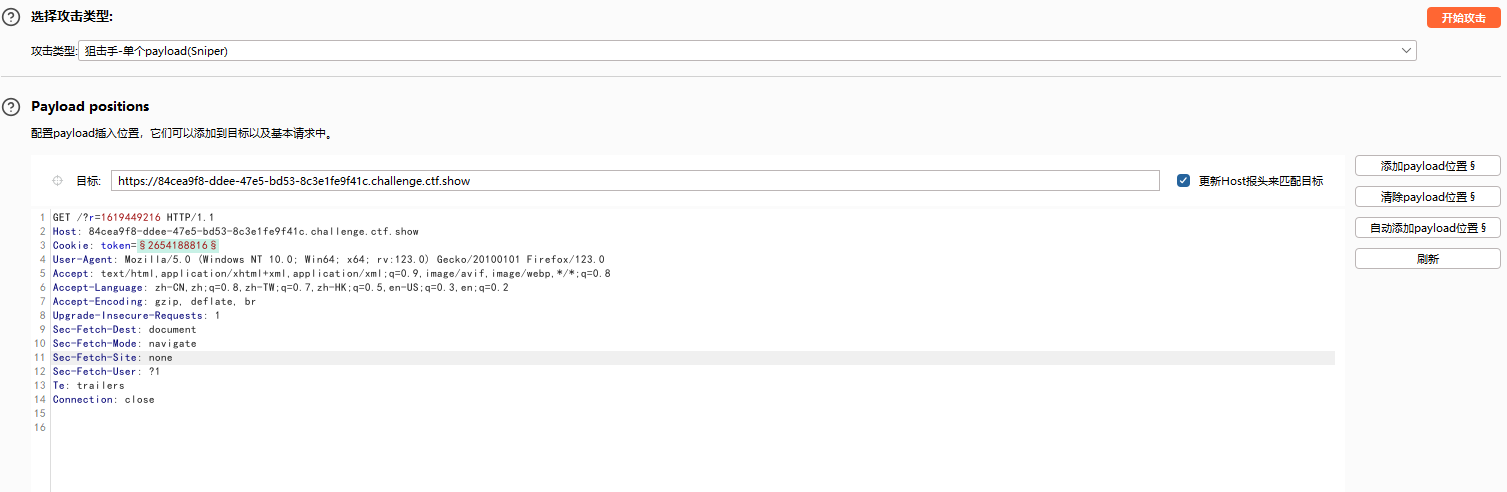 选择攻击类型:
开始攻击
攻击类型: 狙击手-单个payload(Sniper)
Payload positions
配置payload插入位置，它们可以添加到目标以及基本请求中。
目标: https://84cea9f8-ddee-47e5-bd53-8c3e1fe9f41c.challenge.ctf.show
更新Host报头来匹配目标
添加payload位置 §
清除payload位置 §
自动添加payload位置 §
刷新
1 GET /?r=1619449216 HTTP/1.1
2 Host: 84cea9f8-ddee-47e5-bd53-8c3e1fe9f41c.challenge.ctf.show
3 Cookie: token=§2654188816§
4 User-Agent: Mozilla/5.0 (Windows NT 10.0; Win64; x64; rv:123.0) Gecko/20100101 Firefox/123.0
5 Accept: text/html,application/xhtml+xml,application/xml;q=0.9,image/avif,image/webp,*/*;q=0.8
6 Accept-Language: zh-CN,zh;q=0.8,zh-TW;q=0.7,zh-HK;q=0.5,en-US;q=0.3,en;q=0.2
7 Accept-Encoding: gzip, deflate, br
8 Upgrade-Insecure-Requests: 1
9 Sec-Fetch-Dest: document
10 Sec-Fetch-Mode: navigate
11 Sec-Fetch-Site: none
12 Sec-Fetch-User: ?1
13 Te: trailers
14 Connection: close
15
16